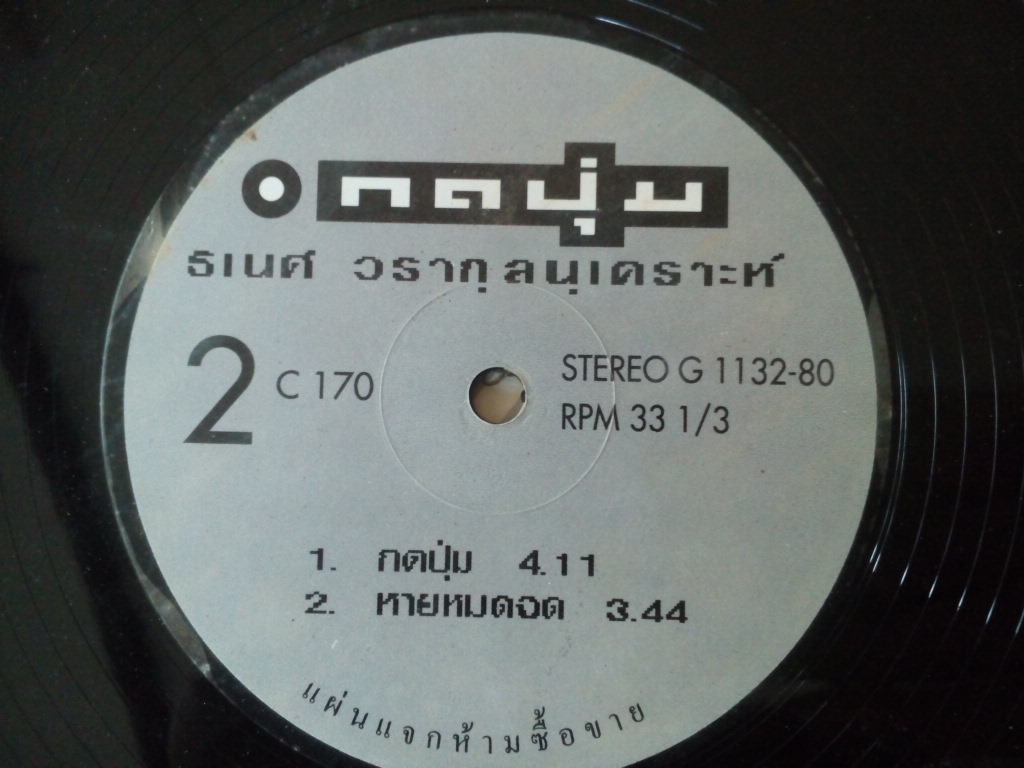 กดปุ่ม
ธเนศ วรากุลนุเคราะห์
2 C 170
STEREO G 1132-80
RPM 33 1/3
1. กดปุ่ม 4.11
2. หายหมดอด 3.44
แผ่นแจกห้ามซื้อขาย